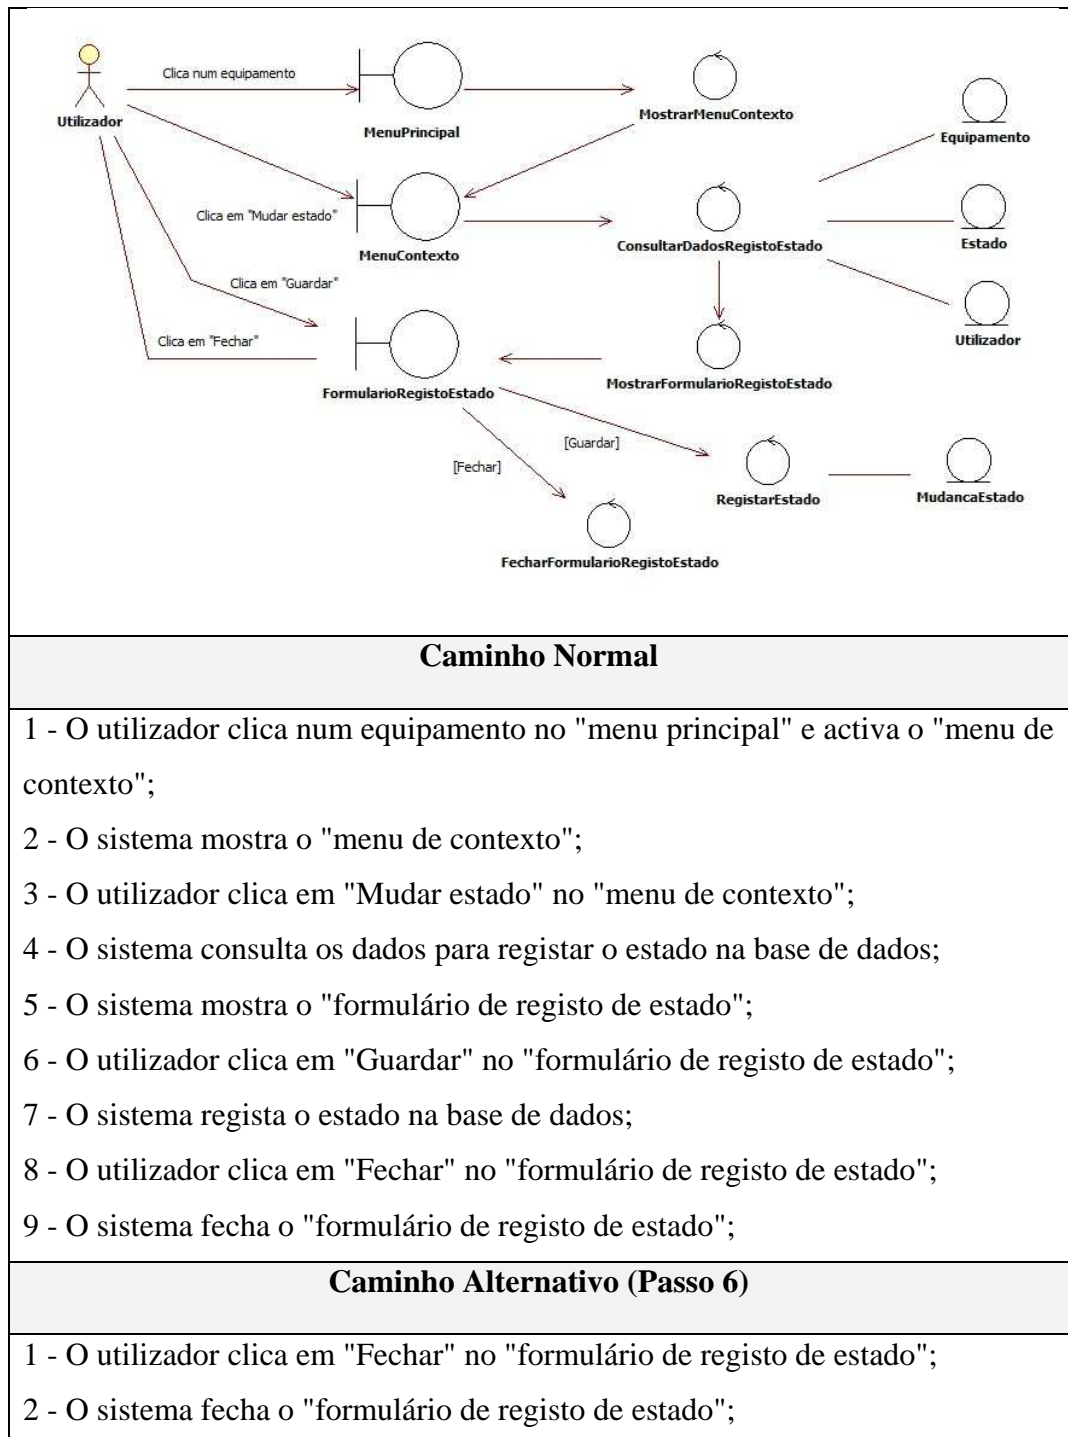 Clica num equipamento
Utilizador
MenuPrincipal
MostrarMenuContexto
Equipamento
Clica em "Mudar estado"
MenuContexto
ConsultarDadosRegistoEstado
Estado
Clica em "Guardar"
Clica em "Fechar"
Utilizador
FormularioRegistoEstado
MostrarFormularioRegistoEstado
[Guardar]
[Fechar]
RegistarEstado
MudancaEstado
FecharFormularioRegistoEstado
Caminho Normal
1 - O utilizador clica num equipamento no "menu principal" e activa o "menu de
contexto";
2 - O sistema mostra o "menu de contexto";
3 - O utilizador clica em "Mudar estado" no "menu de contexto";
4 - O sistema consulta os dados para registar o estado na base de dados;
5 - O sistema mostra o "formulário de registo de estado";
6 - O utilizador clica em "Guardar" no "formulário de registo de estado";
7 - O sistema regista o estado na base de dados;
8 - O utilizador clica em "Fechar" no "formulário de registo de estado";
9 - O sistema fecha o "formulário de registo de estado";
Caminho Alternativo (Passo 6)
1 - O utilizador clica em "Fechar" no "formulário de registo de estado";
2 - O sistema fecha o "formulário de registo de estado";